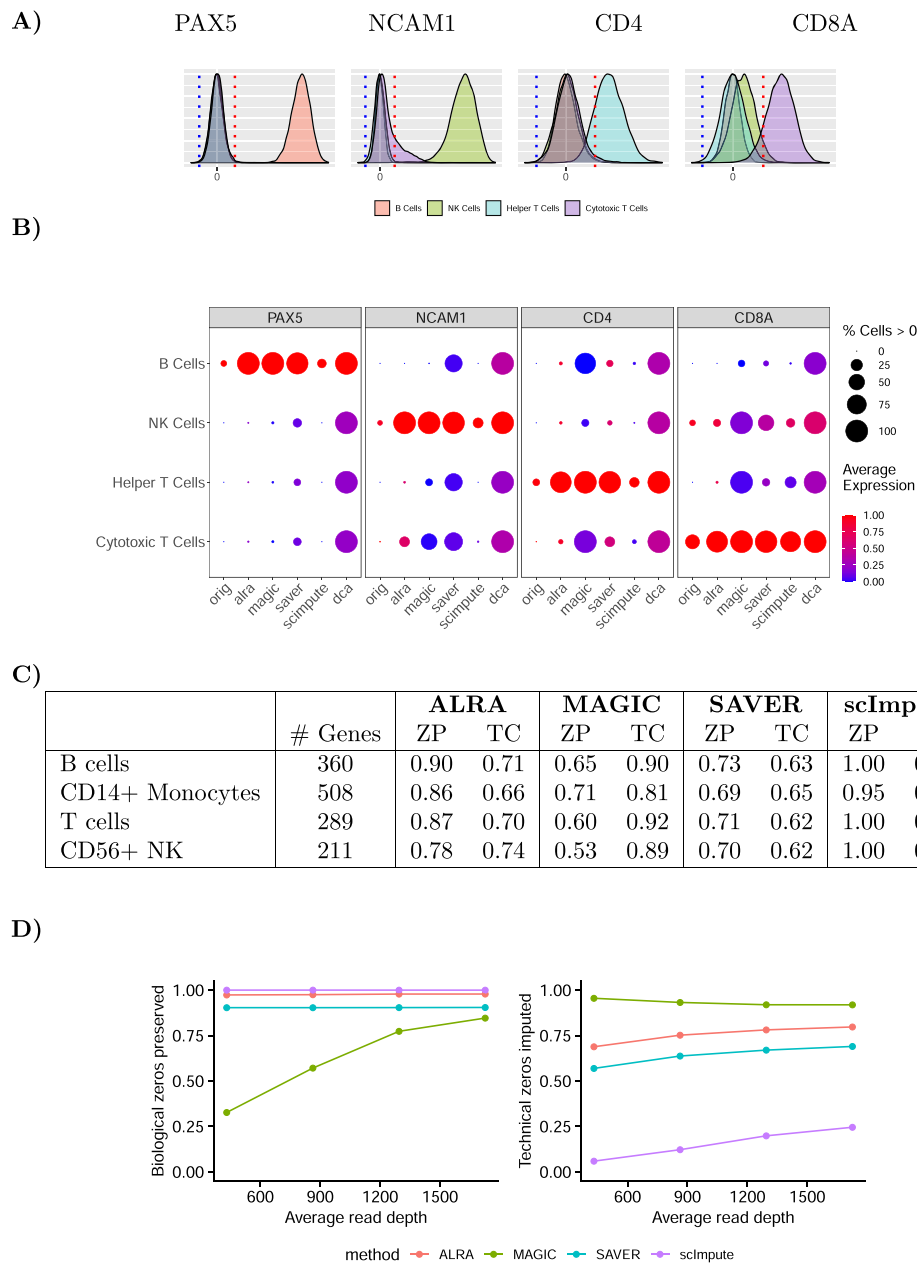 A)
PAX5 NCAM1 CD4 CD8A
0 0 0 0
B Cells NK Cells Helper T Cells Cytotoxic T Cells
B)
PAX5 NCAM1 CD4 CD8A
B Cells
NK Cells
Helper T Cells
Cytotoxic T Cells
orig alra magic saver scimpute dca orig alra magic saver scimpute dca orig alra magic saver scimpute dca orig alra magic saver scimpute dca
% Cells > 0
0
25
50
75
100
Average
Expression
1.00
0.75
0.50
0.25
0.00
C)
ALRA MAGIC SAVER scImp
# Genes ZP TC ZP TC ZP TC ZP
B cells 360 0.90 0.71 0.65 0.90 0.73 0.63 1.00
CD14+ Monocytes 508 0.86 0.66 0.71 0.81 0.69 0.65 0.95
T cells 289 0.87 0.70 0.60 0.92 0.71 0.62 1.00
CD56+ NK 211 0.78 0.74 0.53 0.89 0.70 0.62 1.00
D)
Biological zeros preserved
1.00
0.75
0.50
0.25
0.00
600 900 1200 1500
Average read depth
Technical zeros imputed
1.00
0.75
0.50
0.25
0.00
600 900 1200 1500
Average read depth
method ALRA MAGIC SAVER scImpute